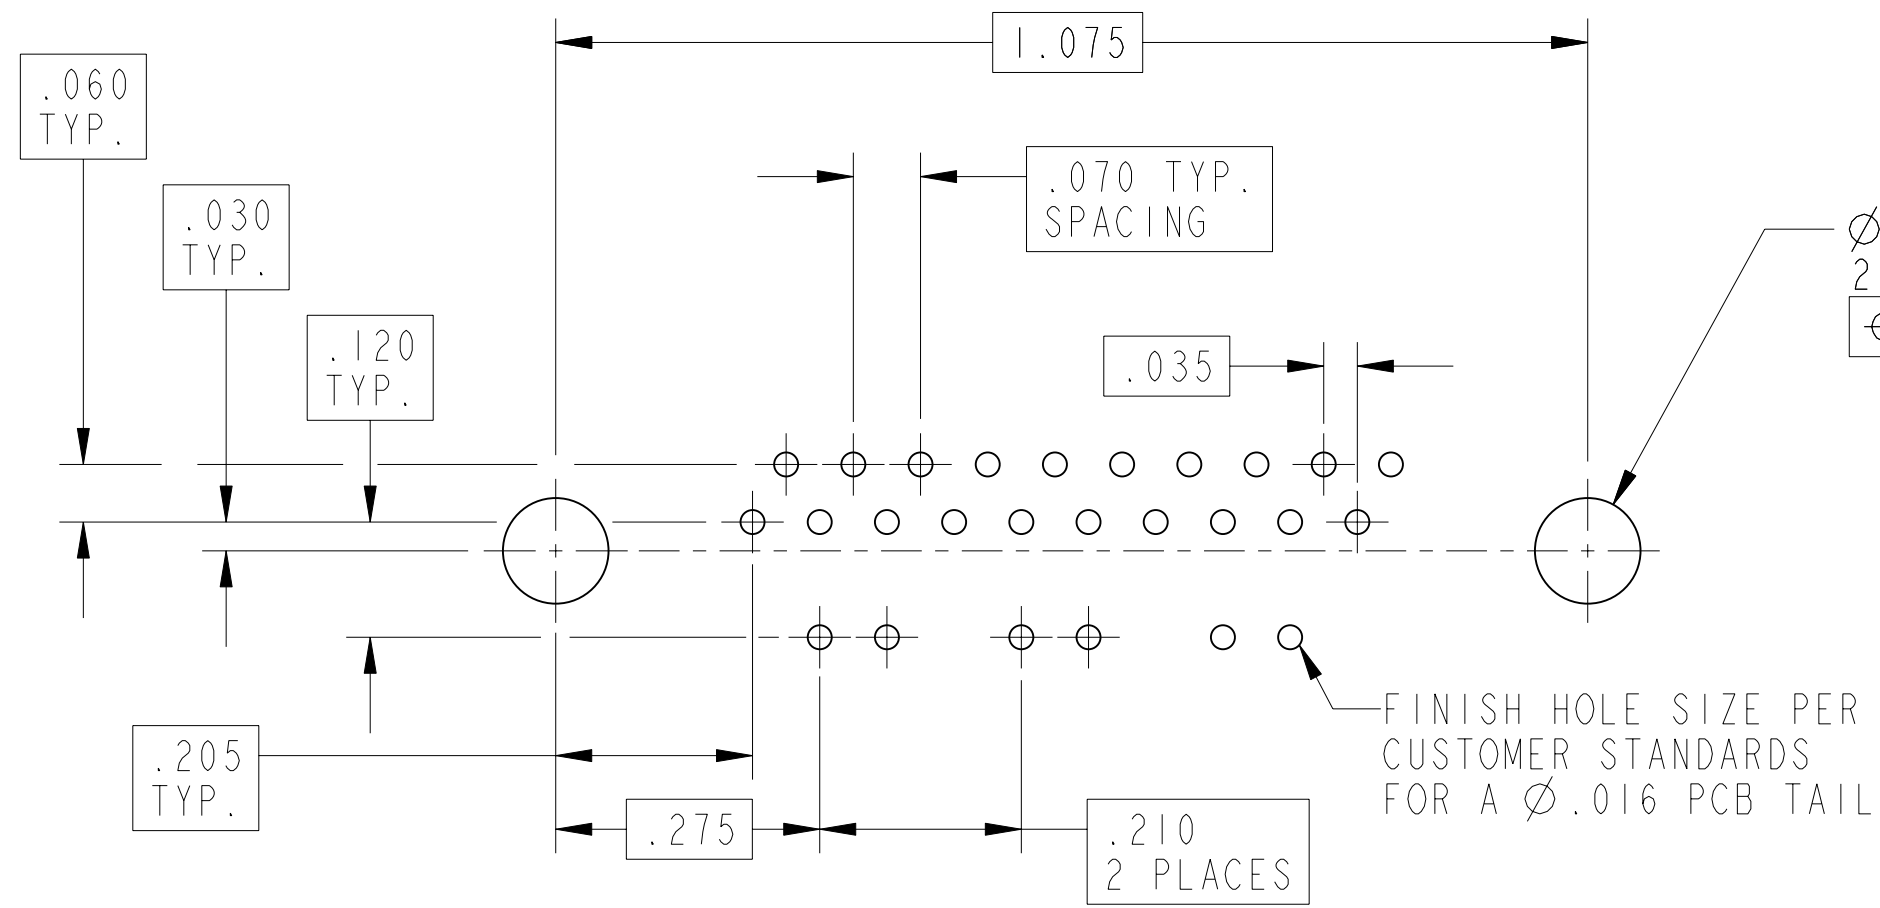 1.075
.060
TYP.
.070 TYP.
SPACING
.030
TYP.
Ø
2
.120
TYP.
.035
.205
TYP.
.275
.210
2 PLACES
FINISH HOLE SIZE PER
CUSTOMER STANDARDS
FOR A Ø.016 PCB TAIL